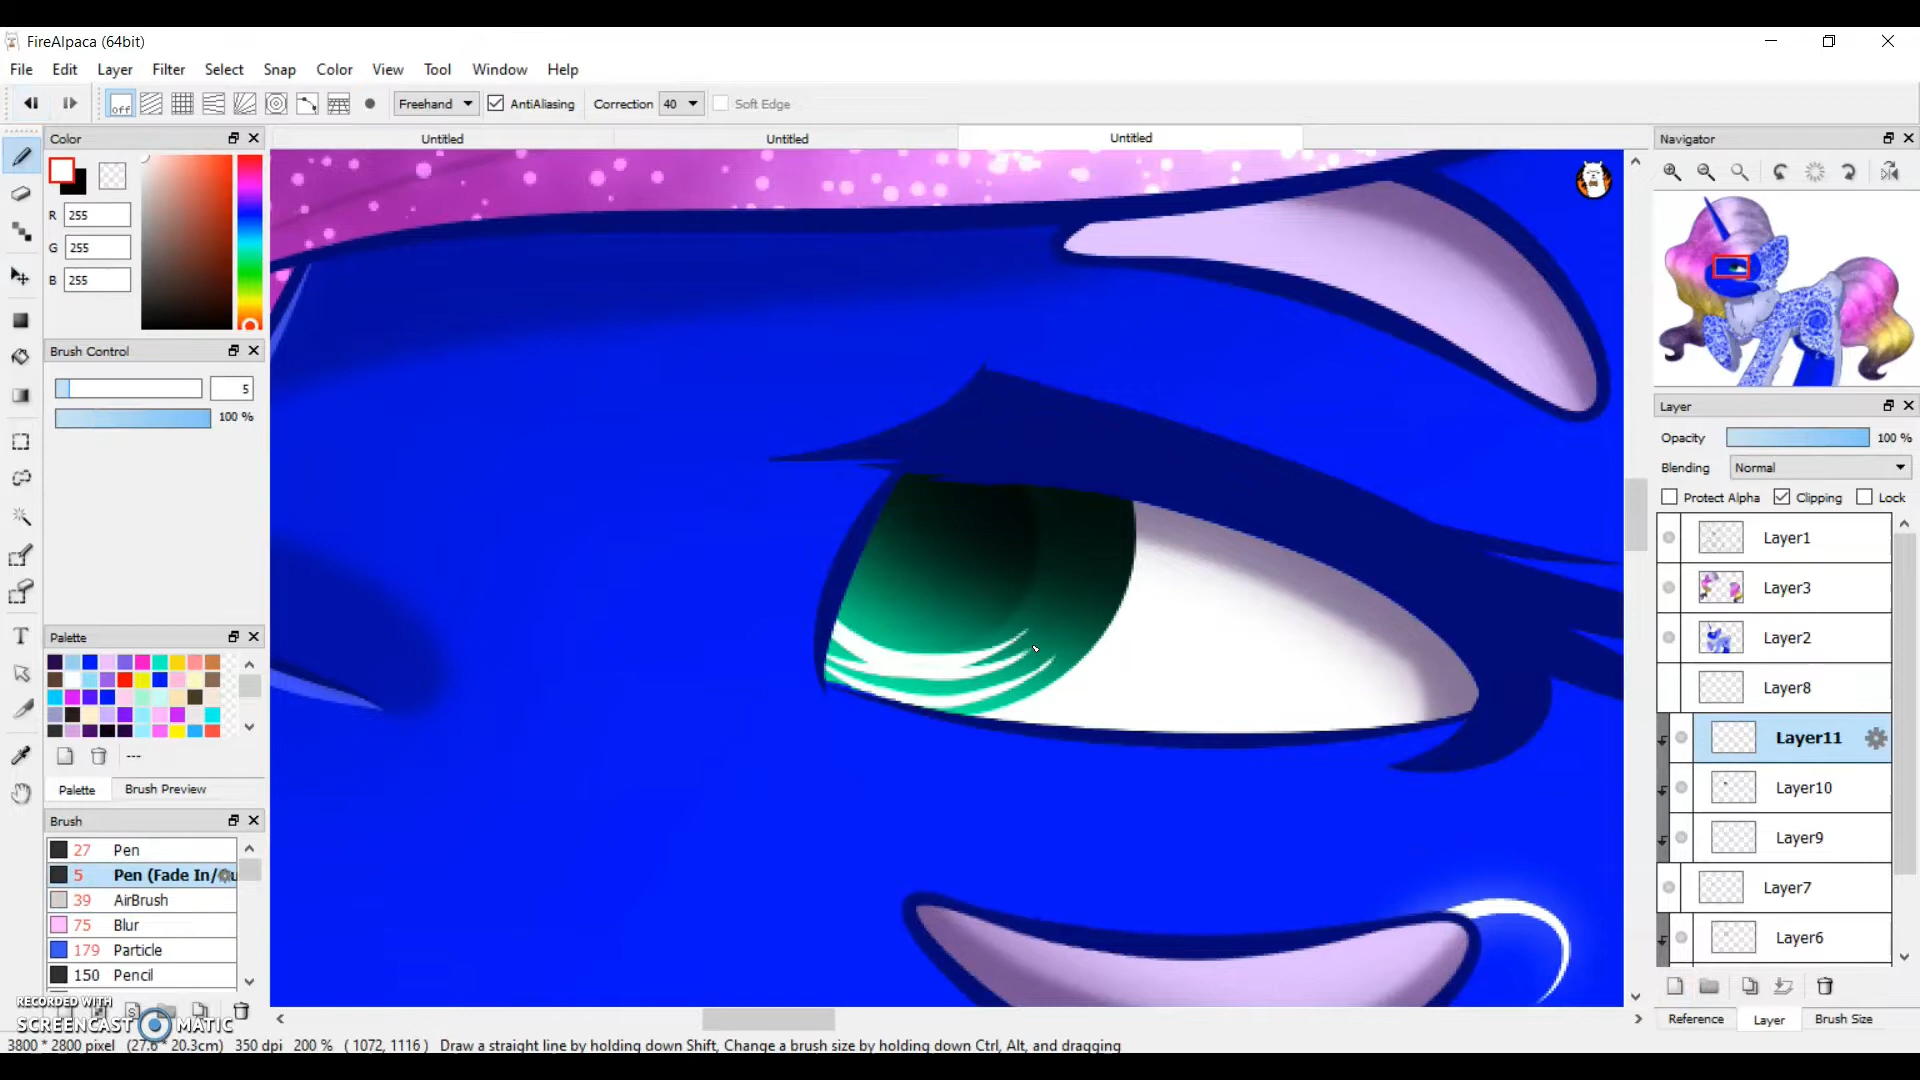 FireAlpaca (64bit)
File Edit Layer Filter Select Snap Color View Tool Window Help
off Freehand AntiAliasing Correction 40 Soft Edge
Color
Untitled Untitled Untitled
Navigator
R 255
G 255
B 255
Brush Control
5
100 %
Layer
Opacity 100 %
Blending Normal
Protect Alpha Clipping Lock
Layer1
Layer3
Layer2
Layer8
Layer11
Layer10
Layer9
Layer7
Layer6
Palette
---
Palette Brush Preview
Brush
27 Pen
5 Pen (Fade In/
39 AirBrush
75 Blur
179 Particle
150 Pencil
RECORDED WITH
SCREENCAST MATIC
Reference Layer Brush Size
3800 * 2800 pixel (27.6 * 20.3cm) 350 dpi 200 % ( 1072, 1116 ) Draw a straight line by holding down Shift, Change a brush size by holding down Ctrl, Alt, and dragging